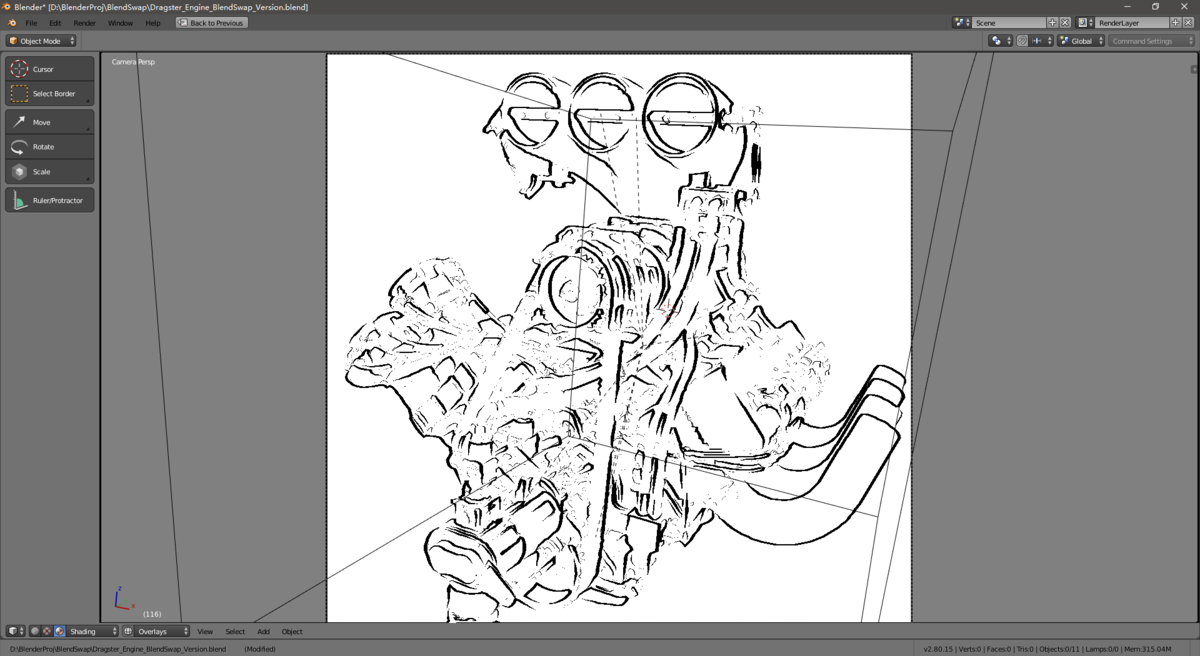 Blender* [D:\BlenderProj\BlendSwap\Dragster_Engine_BlendSwap_Version.blend]
File Edit Render Window Help Back to Previous Scene RenderLayer
Object Mode Global Command Settings
Cursor
Select Border
Move
Rotate
Scale
Ruler/Protractor
Camera Persp
z
x
(116)
Shading Overlays View Select Add Object
D:\BlenderProj\BlendSwap\Dragster_Engine_BlendSwap_Version.blend (Modified) v2.80.15 | Verts:0 | Faces:0 | Tris:0 | Objects:0/11 | Lamps:0/0 | Mem:315.04M